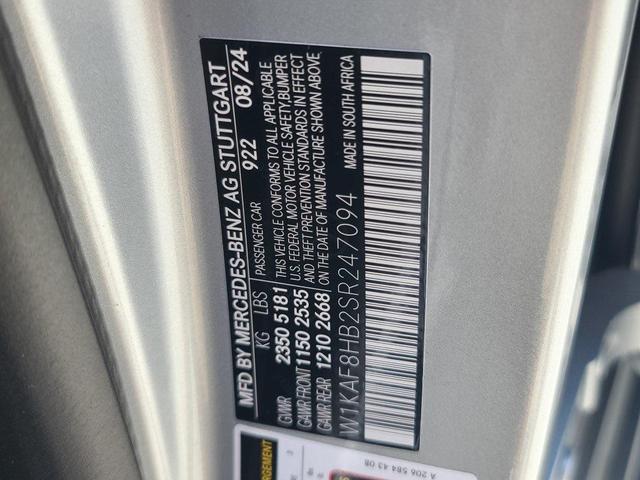 MFD BY MERCEDES-BENZ AG STUTTGART
922 08/24
KG LBS PASSENGER CAR
GVWR 2350 5181
GAWR FRONT 1150 2535
GAWR REAR 1210 2668
THIS VEHICLE CONFORMS TO ALL APPLICABLE
U.S. FEDERAL MOTOR VEHICLE SAFETY,BUMPER
AND THEFT PREVENTION STANDARDS IN EFFECT
ON THE DATE OF MANUFACTURE SHOWN ABOVE.
MADE IN SOUTH AFRICA
W1KAF8HB2SR247094
A 206 584 43 08